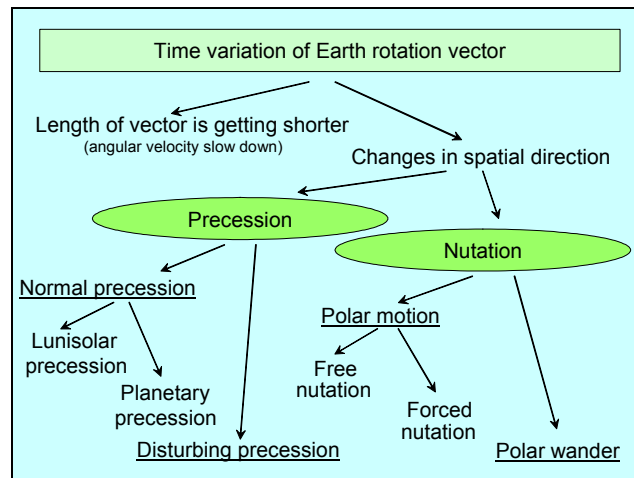 Time variation of Earth rotation vector
Length of vector is getting shorter
(angular velocity slow down)
Changes in spatial direction
Precession
Nutation
Normal precession
Lunisolar
precession
Planetary
precession
Disturbing precession
Polar motion
Free
nutation
Forced
nutation
Polar wander